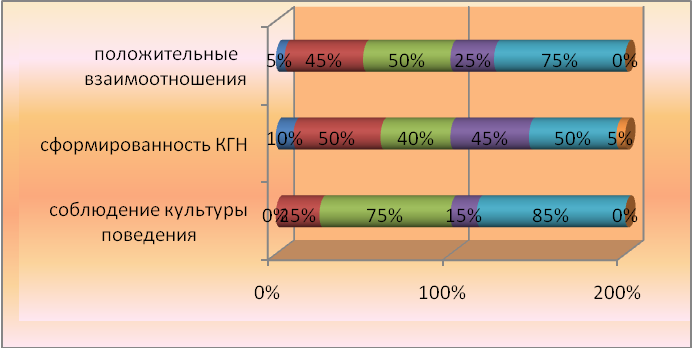 положительные
взаимоотношения
5% 45% 50% 25% 75% 0%
сформированность КГН
10% 50% 40% 45% 50% 5%
соблюдение культуры
поведения
0% 25% 75% 15% 85% 0%
0% 100% 200%